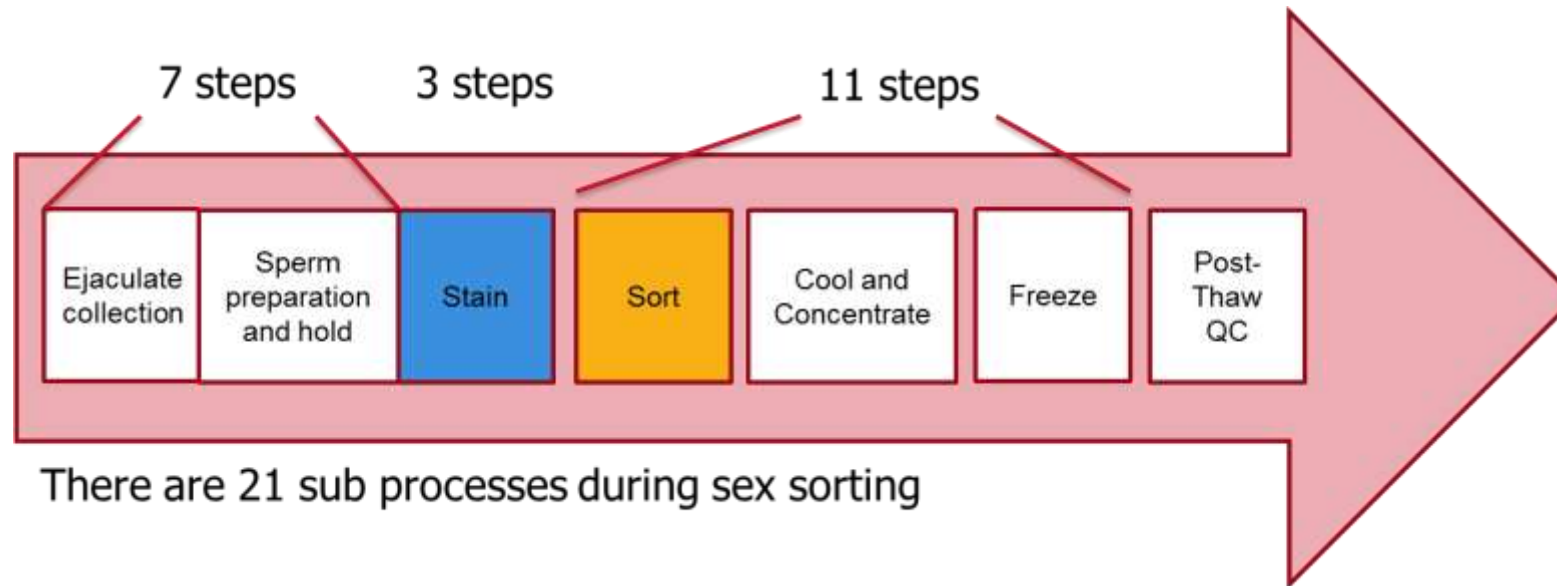 7 steps
3 steps
11 steps
Ejaculate
collection
Sperm
preparation
and hold
Stain
Sort
Cool and
Concentrate
Freeze
Post-
Thaw
QC
There are 21 sub processes during sex sorting